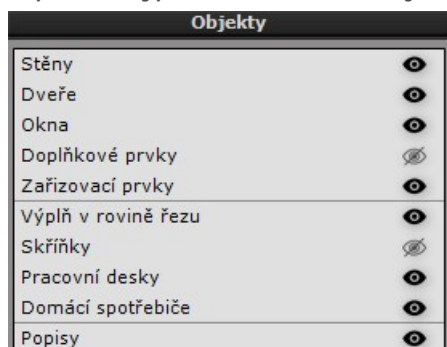 Objekty
Stěny
Dveře
Okna
Doplňkové prvky
Zařizovací prvky
Výplň v rovině řezu
Skříňky
Pracovní desky
Domácí spotřebiče
Popisy